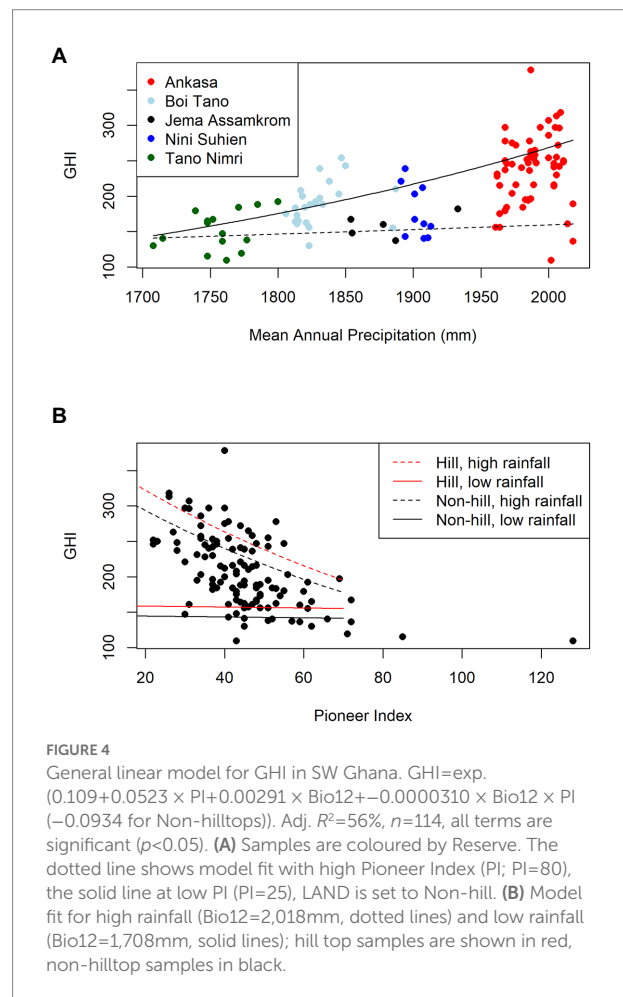 A
Ankasa
Boi Tano
Jema Assamkrom
Nini Suhien
Tano Nimri
GHI
300
200
100
1700 1750 1800 1850 1900 1950 2000
Mean Annual Precipitation (mm)
B
Hill, high rainfall
Hill, low rainfall
Non-hill, high rainfall
Non-hill, low rainfall
GHI
300
200
100
20 40 60 80 100 120
Pioneer Index
FIGURE 4
General linear model for GHI in SW Ghana. GHI=exp.
(0.109+0.0523 × PI+0.00291 × Bio12+−0.0000310 × Bio12 × PI
(−0.0934 for Non-hilltops)). Adj. R²=56%, n=114, all terms are
significant (p<0.05). (A) Samples are coloured by Reserve. The
dotted line shows model fit with high Pioneer Index (PI; PI=80),
the solid line at low PI (PI=25), LAND is set to Non-hill. (B) Model
fit for high rainfall (Bio12=2,018mm, dotted lines) and low rainfall
(Bio12=1,708mm, solid lines); hill top samples are shown in red,
non-hilltop samples in black.